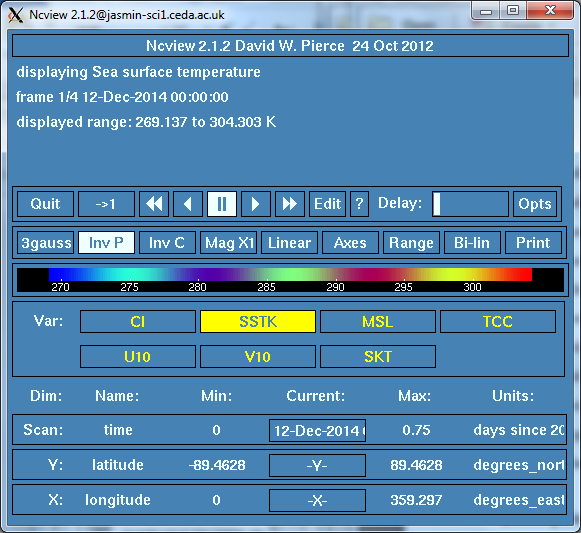 Ncview 2.1.2@jasmin-sci1.ceda.ac.uk
Ncview 2.1.2 David W. Pierce 24 Oct 2012
displaying Sea surface temperature
frame 1/4 12-Dec-2014 00:00:00
displayed range: 269.137 to 304.303 K
Quit ->1 Edit ? Delay: Opts
3gauss Inv P Inv C Mag X1 Linear Axes Range Bi-lin Print
270 275 280 285 290 295 300
Var: CI SSTK MSL TCC
U10 V10 SKT
Dim: Name: Min: Current: Max: Units:
Scan: time 0 12-Dec-2014 0.75 days since 20
Y: latitude -89.4628 -Y- 89.4628 degrees_nort
X: longitude 0 -X- 359.297 degrees_east